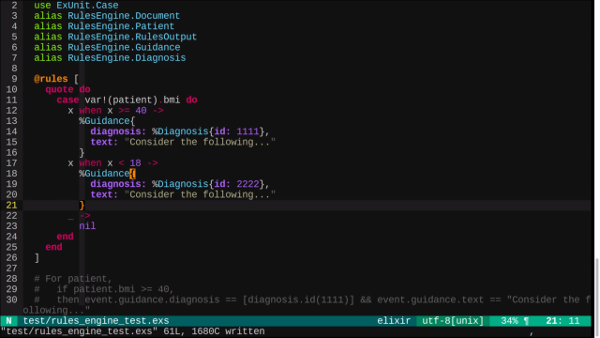 2 use ExUnit.Case
3 alias RulesEngine.Document
4 alias RulesEngine.Patient
5 alias RulesEngine.RulesOutput
6 alias RulesEngine.Guidance
7 alias RulesEngine.Diagnosis
8
9 @rules [
10 quote do
11 case var!(patient).bmi do
12 x when x >= 40 ->
13 %Guidance{
14 diagnosis: %Diagnosis{id: 1111},
15 text: "Consider the following..."
16 }
17 x when x < 18 ->
18 %Guidance{
19 diagnosis: %Diagnosis{id: 2222},
20 text: "Consider the following..."
21 }
22 _ ->
23 nil
24 end
25 end
26 ]
27
28 # For patient,
29 # if patient.bmi >= 40,
30 # then event.guidance.diagnosis == [diagnosis.id(1111)] && event.guidance.text == "Consider the f
ollowing..."
N test/rules_engine_test.exs elixir utf-8[unix] 34% ¶ 21: 11
"test/rules_engine_test.exs" 61L, 1680C written ,